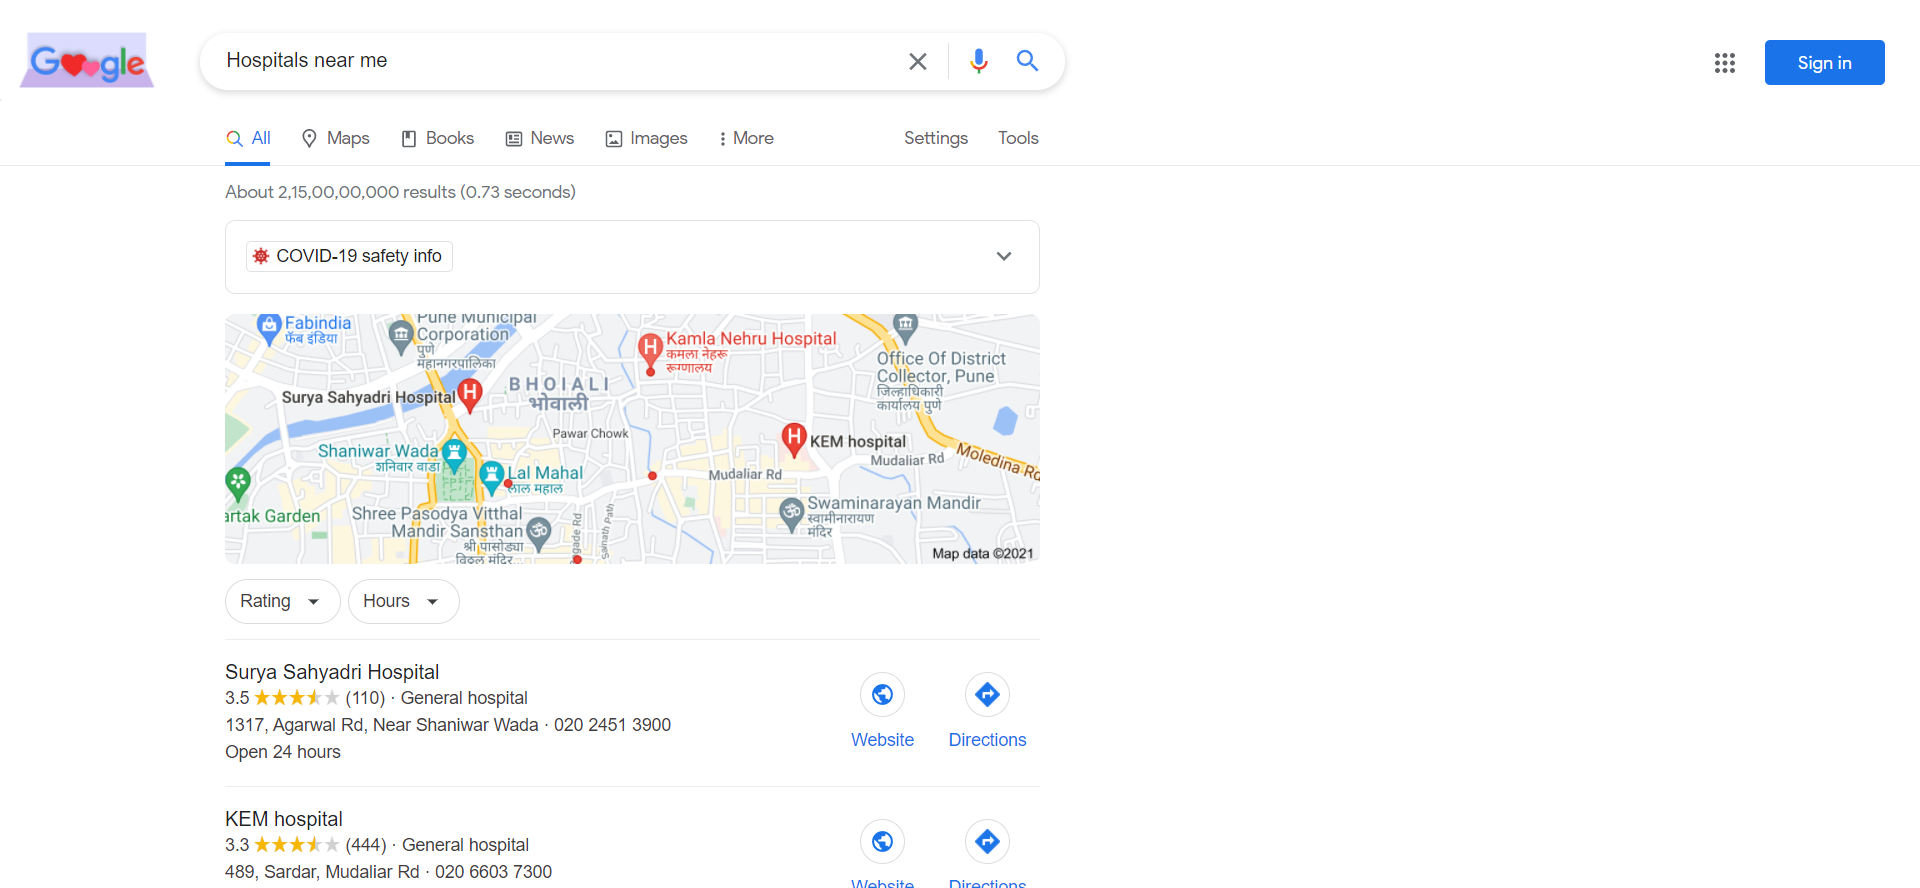 Google
Hospitals near me
Sign in
All
Maps
Books
News
Images
More
Settings
Tools
About 2,15,00,00,000 results (0.73 seconds)
COVID-19 safety info
Fabindia
फॅब इंडिया
Pune Municipal
Corporation
पुणे
महानगरपालिका
Kamla Nehru Hospital
कमला नेहरू
रूग्णालय
Office Of District
Collector, Pune
जिल्हाधिकारी
कार्यालय पुणे
BHOIALI
भोवाली
Surya Sahyadri Hospital
Pawar Chowk
KEM hospital
Shaniwar Wada
शनिवार वाडा
Mudaliar Rd
Moledina Rd
Lal Mahal
लाल महाल
Mudaliar Rd
artak Garden
Shree Pasodya Vitthal
Mandir Sansthan
श्री पासोड्या
विठ्ठल मंदिर...
gade Rd
Sainath Path
Swaminarayan Mandir
स्वामीनारायण
मंदिर
Map data ©2021
Rating
Hours
Surya Sahyadri Hospital
3.5 (110) · General hospital
1317, Agarwal Rd, Near Shaniwar Wada · 020 2451 3900
Open 24 hours
Website
Directions
KEM hospital
3.3 (444) · General hospital
489, Sardar, Mudaliar Rd · 020 6603 7300
Website
Directions